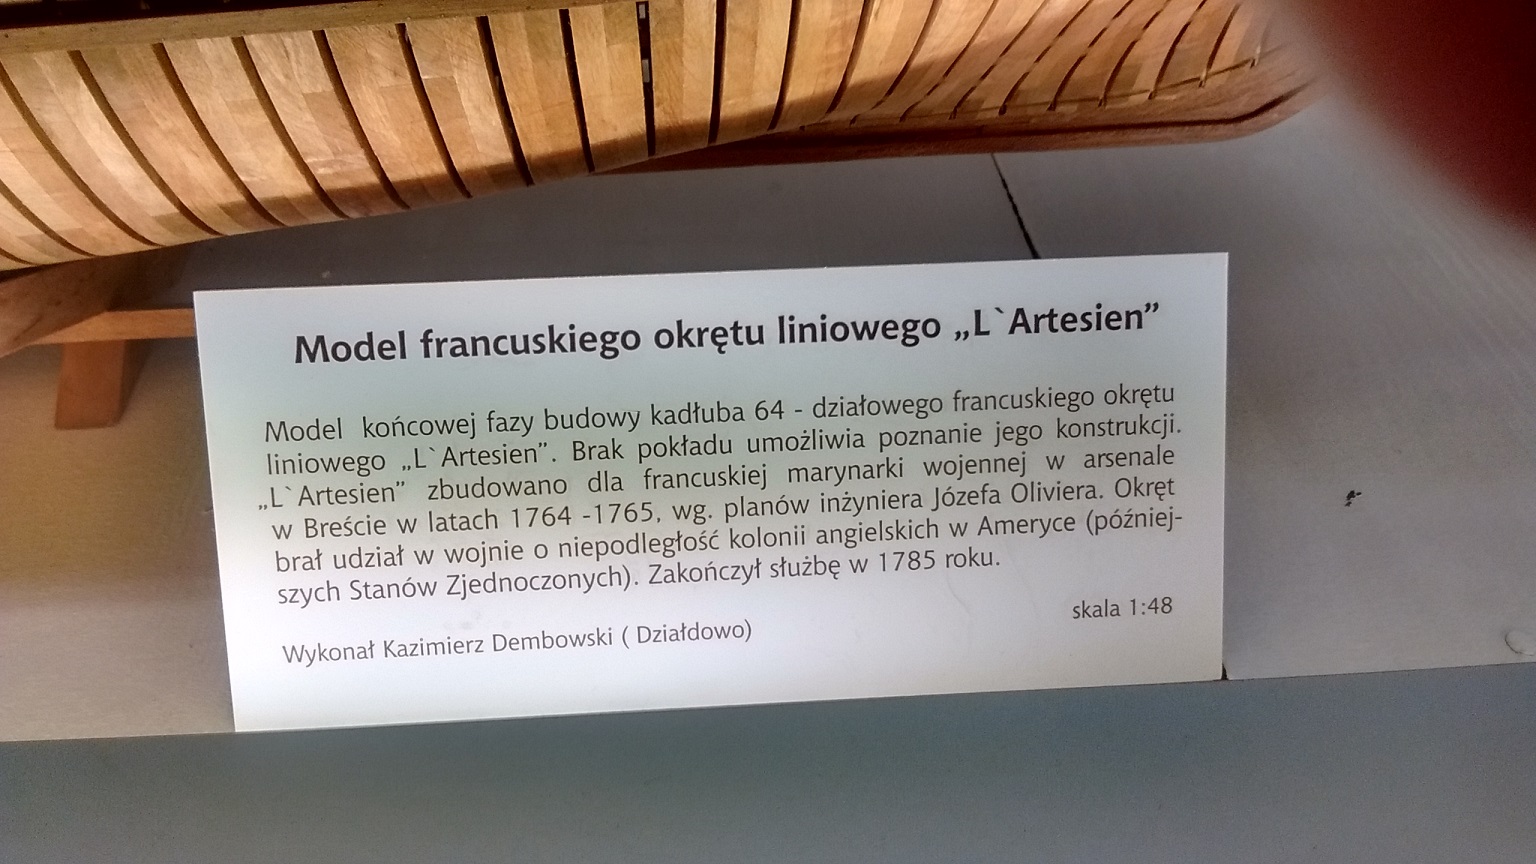 Model francuskiego okrętu liniowego „L`Artesien”
Model końcowej fazy budowy kadłuba 64 - działowego francuskiego okrętu
liniowego „L`Artesien”. Brak pokładu umożliwia poznanie jego konstrukcji.
„L`Artesien” zbudowano dla francuskiej marynarki wojennej w arsenale
w Breście w latach 1764 -1765, wg. planów inżyniera Józefa Oliviera. Okręt
brał udział w wojnie o niepodległość kolonii angielskich w Ameryce (później-
szych Stanów Zjednoczonych). Zakończył służbę w 1785 roku.
skala 1:48
Wykonał Kazimierz Dembowski ( Działdowo)